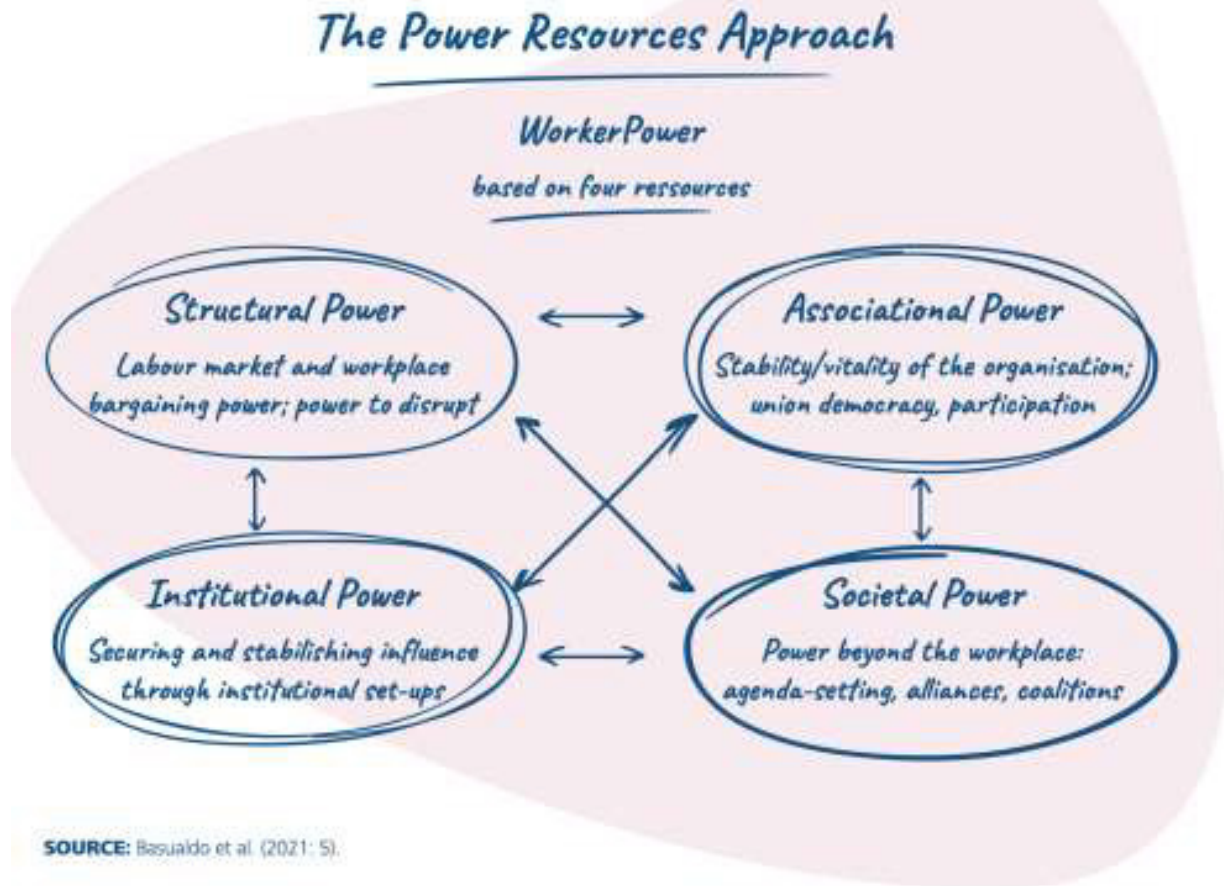 The Power Resources Approach
WorkerPower
based on four ressources
Structural Power
Labour market and workplace
bargaining power; power to disrupt
Associational Power
Stability/vitality of the organisation;
union democracy, participation
Institutional Power
Securing and stabilishing influence
through institutional set-ups
Societal Power
Power beyond the workplace:
agenda-setting, alliances, coalitions
SOURCE: Basualdo et al. (2021: 5).